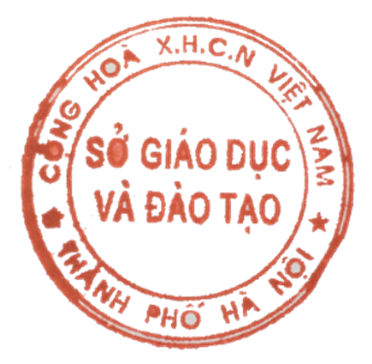 CỘNG HOÀ X.H.C.N VIỆT NAM
SỞ GIÁO DỤC
VÀ ĐÀO TẠO
THÀNH PHỐ HÀ NỘI